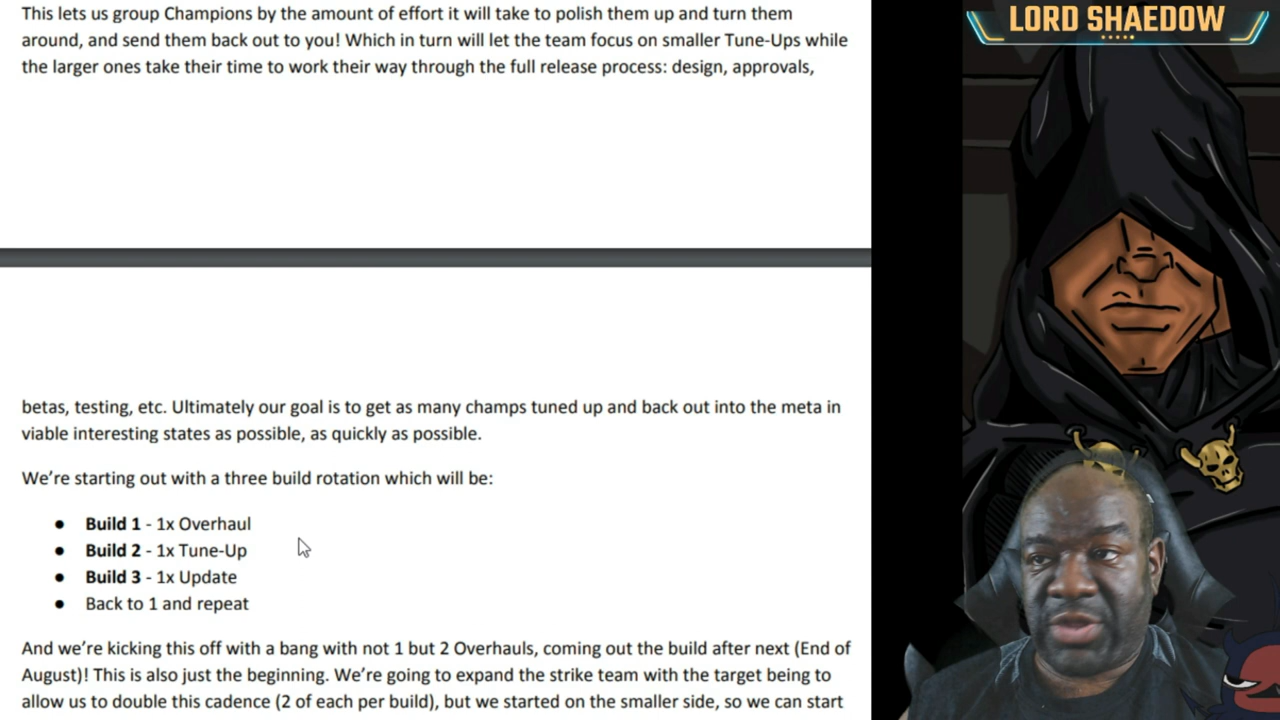 This lets us group Champions by the amount of effort it will take to polish them up and turn them
around, and send them back out to you! Which in turn will let the team focus on smaller Tune-Ups while
the larger ones take their time to work their way through the full release process: design, approvals,
betas, testing, etc. Ultimately our goal is to get as many champs tuned up and back out into the meta in
viable interesting states as possible, as quickly as possible.
We’re starting out with a three build rotation which will be:
● Build 1 - 1x Overhaul
● Build 2 - 1x Tune-Up
● Build 3 - 1x Update
● Back to 1 and repeat
And we’re kicking this off with a bang with not 1 but 2 Overhauls, coming out the build after next (End of
August)! This is also just the beginning. We’re going to expand the strike team with the target being to
allow us to double this cadence (2 of each per build), but we started on the smaller side, so we can start
LORD SHAEDOW